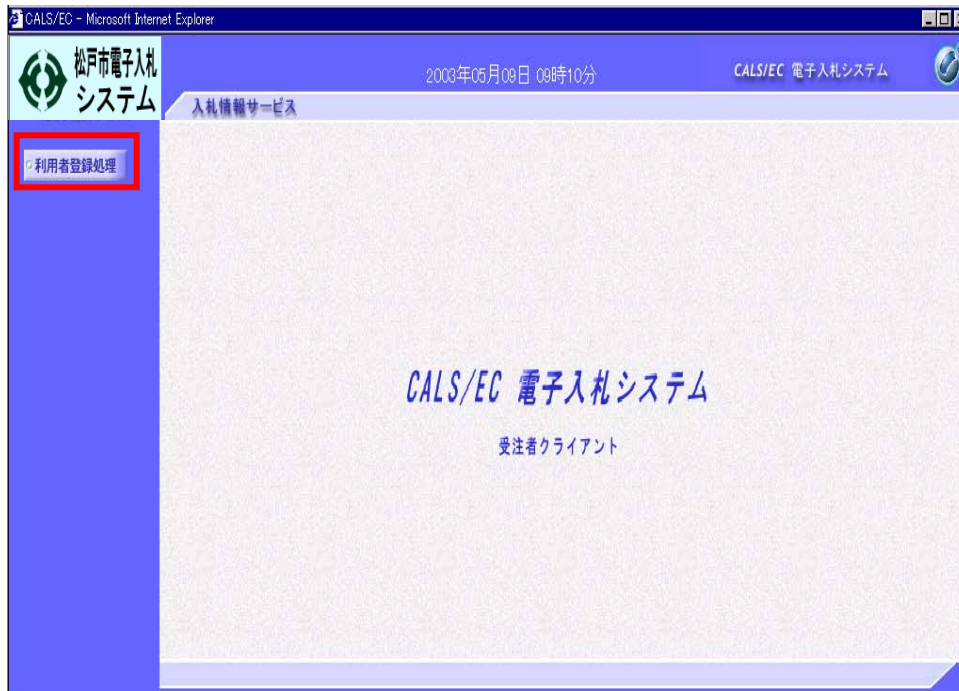 CALS/EC - Microsoft Internet Explorer
松戸市電子入札
システム
2003年05月09日 09時10分
CALS/EC 電子入札システム
入札情報サービス
利用者登録処理
CALS/EC 電子入札システム
受注者クライアント